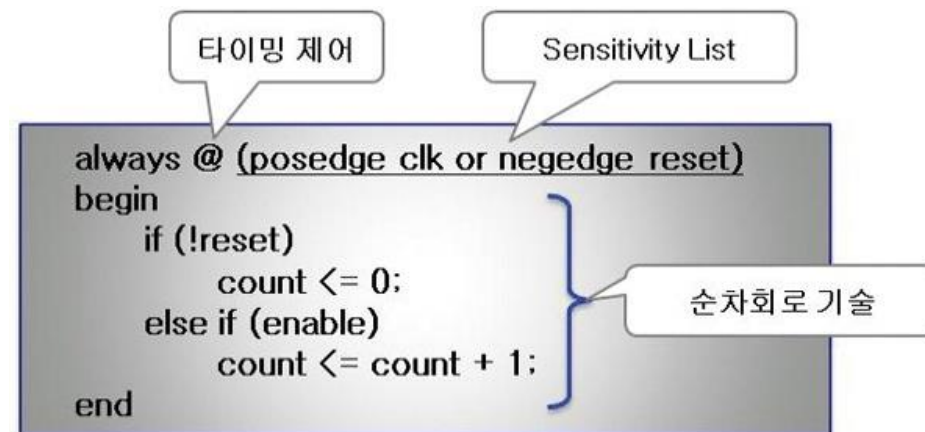 타이밍 제어
Sensitivity List
always @ (posedge clk or negedge reset)
begin
if (!reset)
count <= 0;
else if (enable)
count <= count + 1;
end
순차회로 기술